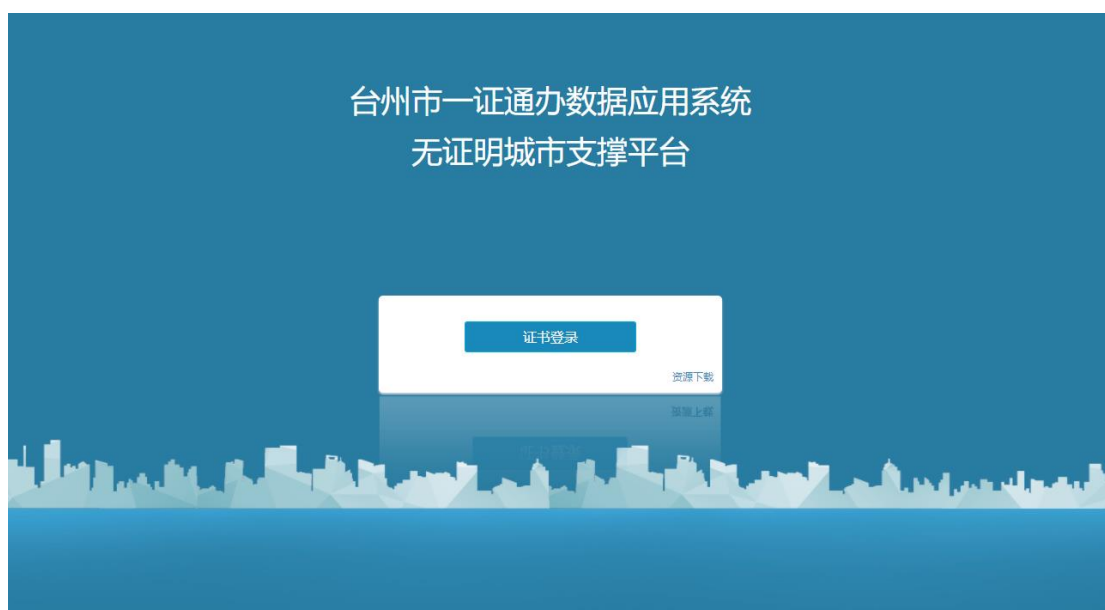 台州市一证通办数据应用系统
无证明城市支撑平台
证书登录
资源下载